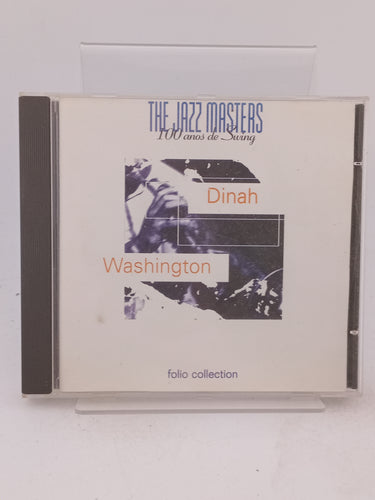 THE JAZZ MASTERS
100 anos de Swing
Dinah
Washington
folio collection